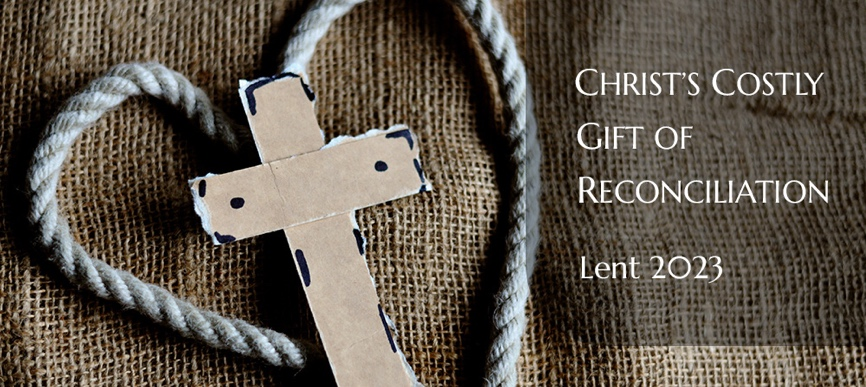 Christ's Costly
Gift of
Reconciliation
Lent 2023